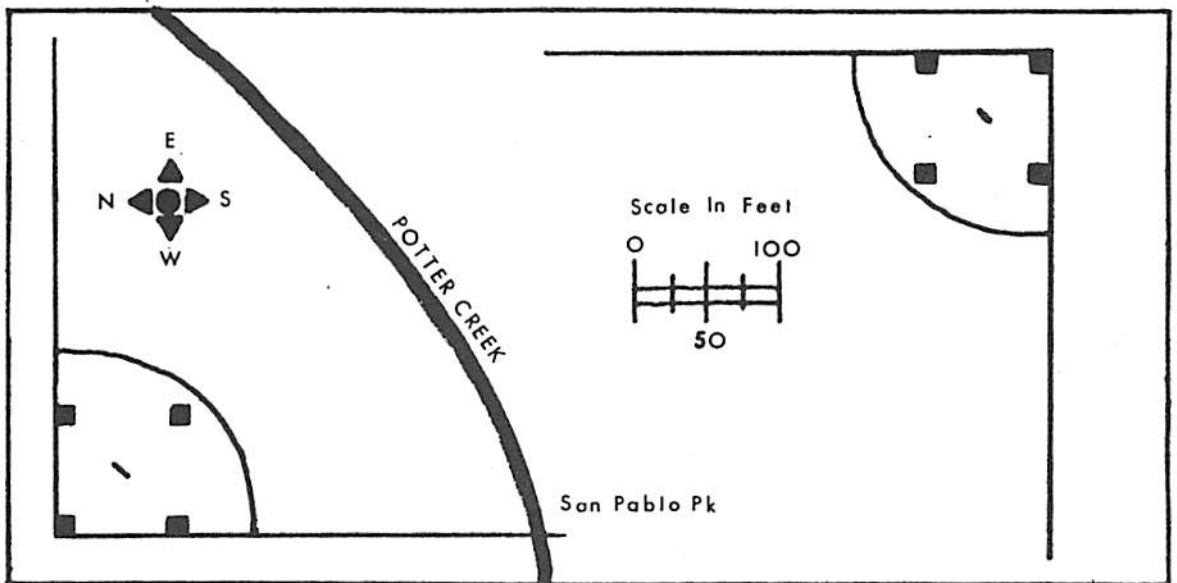 E
N S
W
POTTER CREEK
Scale In Feet
0 100
50
San Pablo Pk